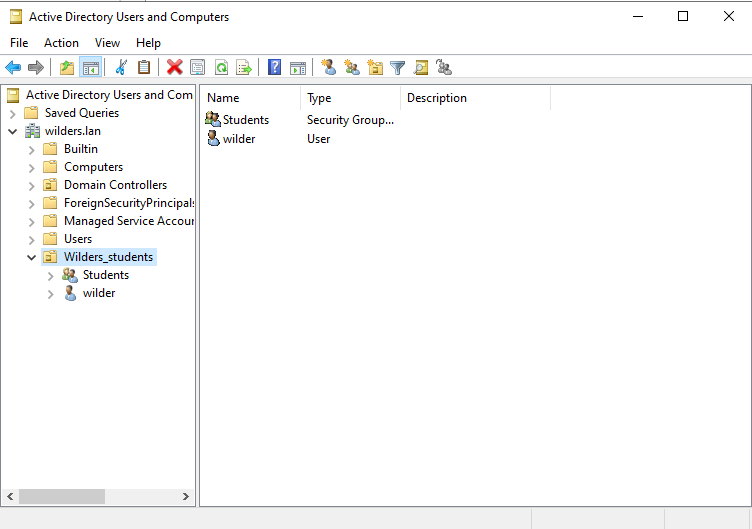 Active Directory Users and Computers
File Action View Help
Active Directory Users and Com
Saved Queries
wilders.lan
Builtin
Computers
Domain Controllers
ForeignSecurityPrincipals
Managed Service Accour
Users
Wilders_students
Students
wilder
Name Type Description
Students Security Group...
wilder User